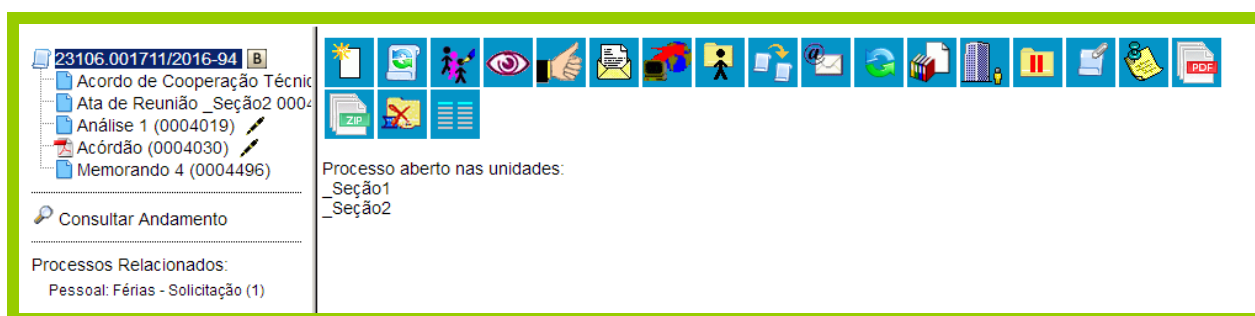 23106.001711/2016-94 B
Acordo de Cooperação Técnic
Ata de Reunião _Seção2 0004
Análise 1 (0004019)
Acórdão (0004030)
Memorando 4 (0004496)
Consultar Andamento
Processos Relacionados:
Pessoal: Férias - Solicitação (1)
PDF
ZIP
Processo aberto nas unidades:
_Seção1
_Seção2